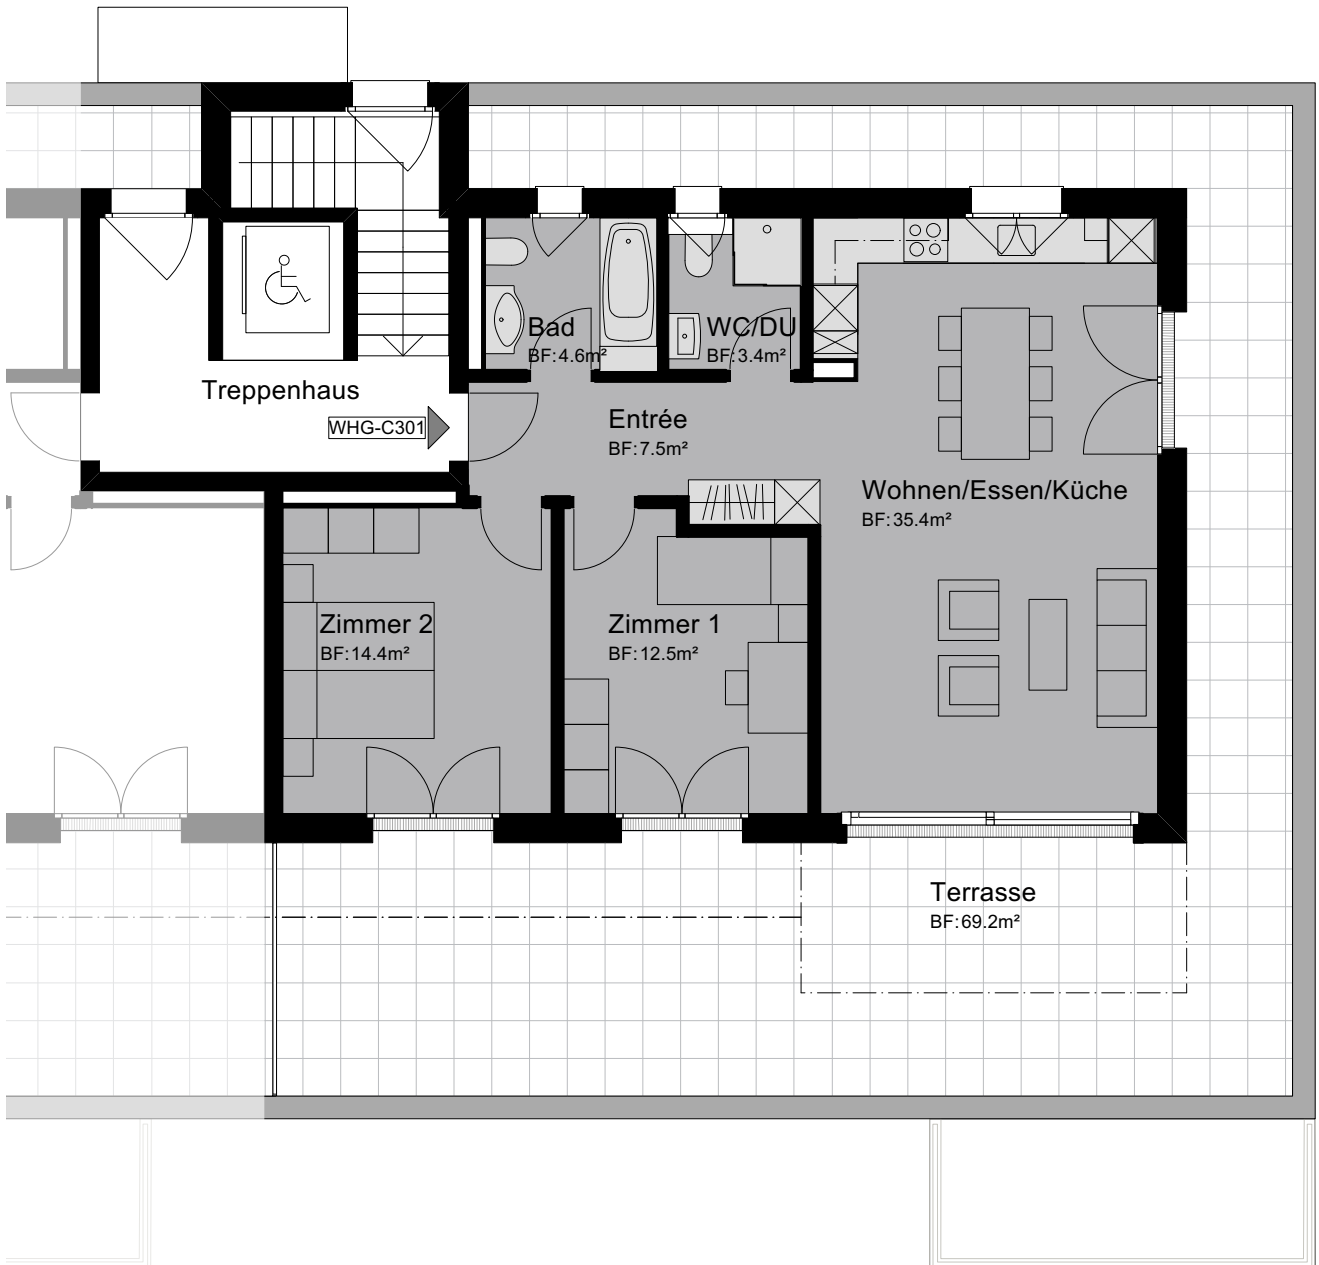 Bad
BF: 4.6m²
WC/DU
BF: 3.4m²
Treppenhaus
WHG-C301
Entrée
BF: 7.5m²
Wohnen/Essen/Küche
BF: 35.4m²
Zimmer 2
BF: 14.4m²
Zimmer 1
BF: 12.5m²
Terrasse
BF: 69.2m²